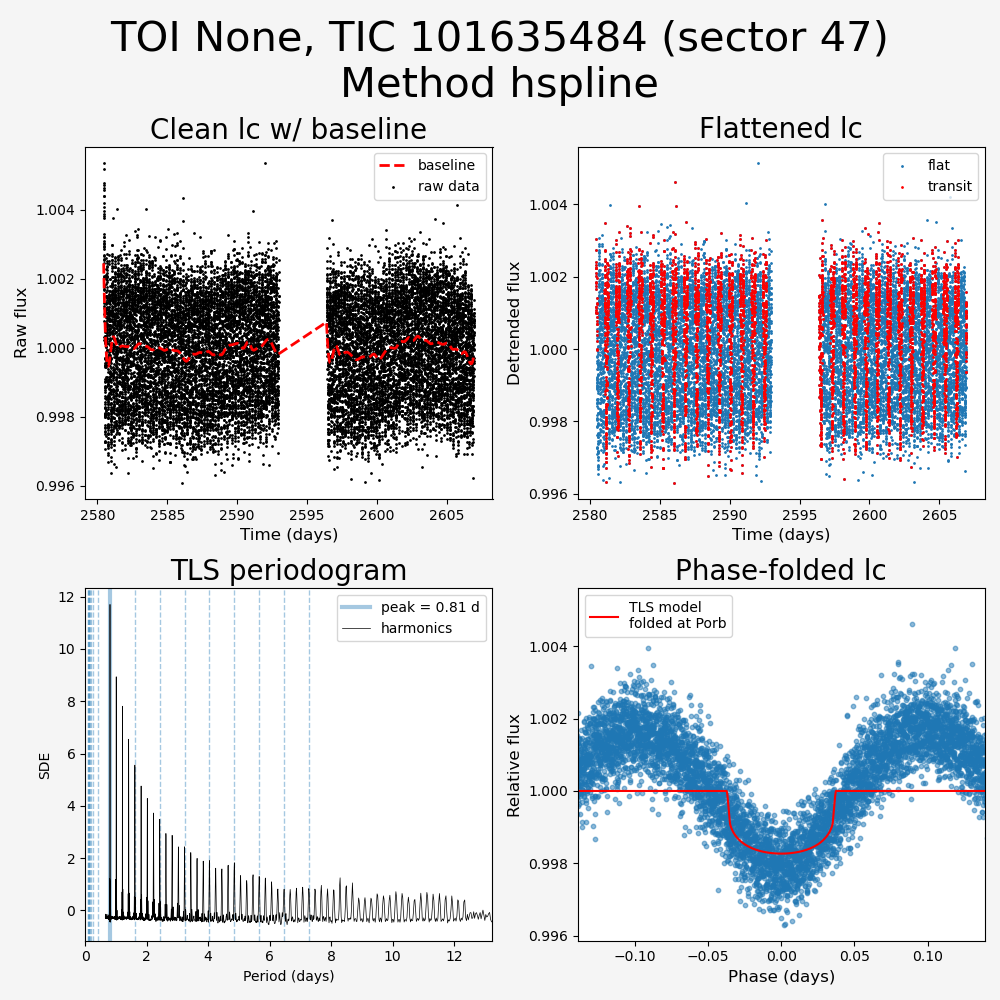 TOI None, TIC 101635484 (sector 47)
Method hspline
Clean lc w/ baseline
Flattened lc
baseline
raw data
flat
transit
1.004
1.002
1.000
0.998
0.996
Raw flux
1.004
1.002
1.000
0.998
0.996
Detrended flux
2580 2585 2590 2595 2600 2605
Time (days)
2580 2585 2590 2595 2600 2605
Time (days)
TLS periodogram
Phase-folded lc
peak = 0.81 d
harmonics
TLS model
folded at Porb
12
10
8
6
4
2
0
SDE
1.004
1.002
1.000
0.998
0.996
Relative flux
0 2 4 6 8 10 12
Period (days)
−0.10 −0.05 0.00 0.05 0.10
Phase (days)